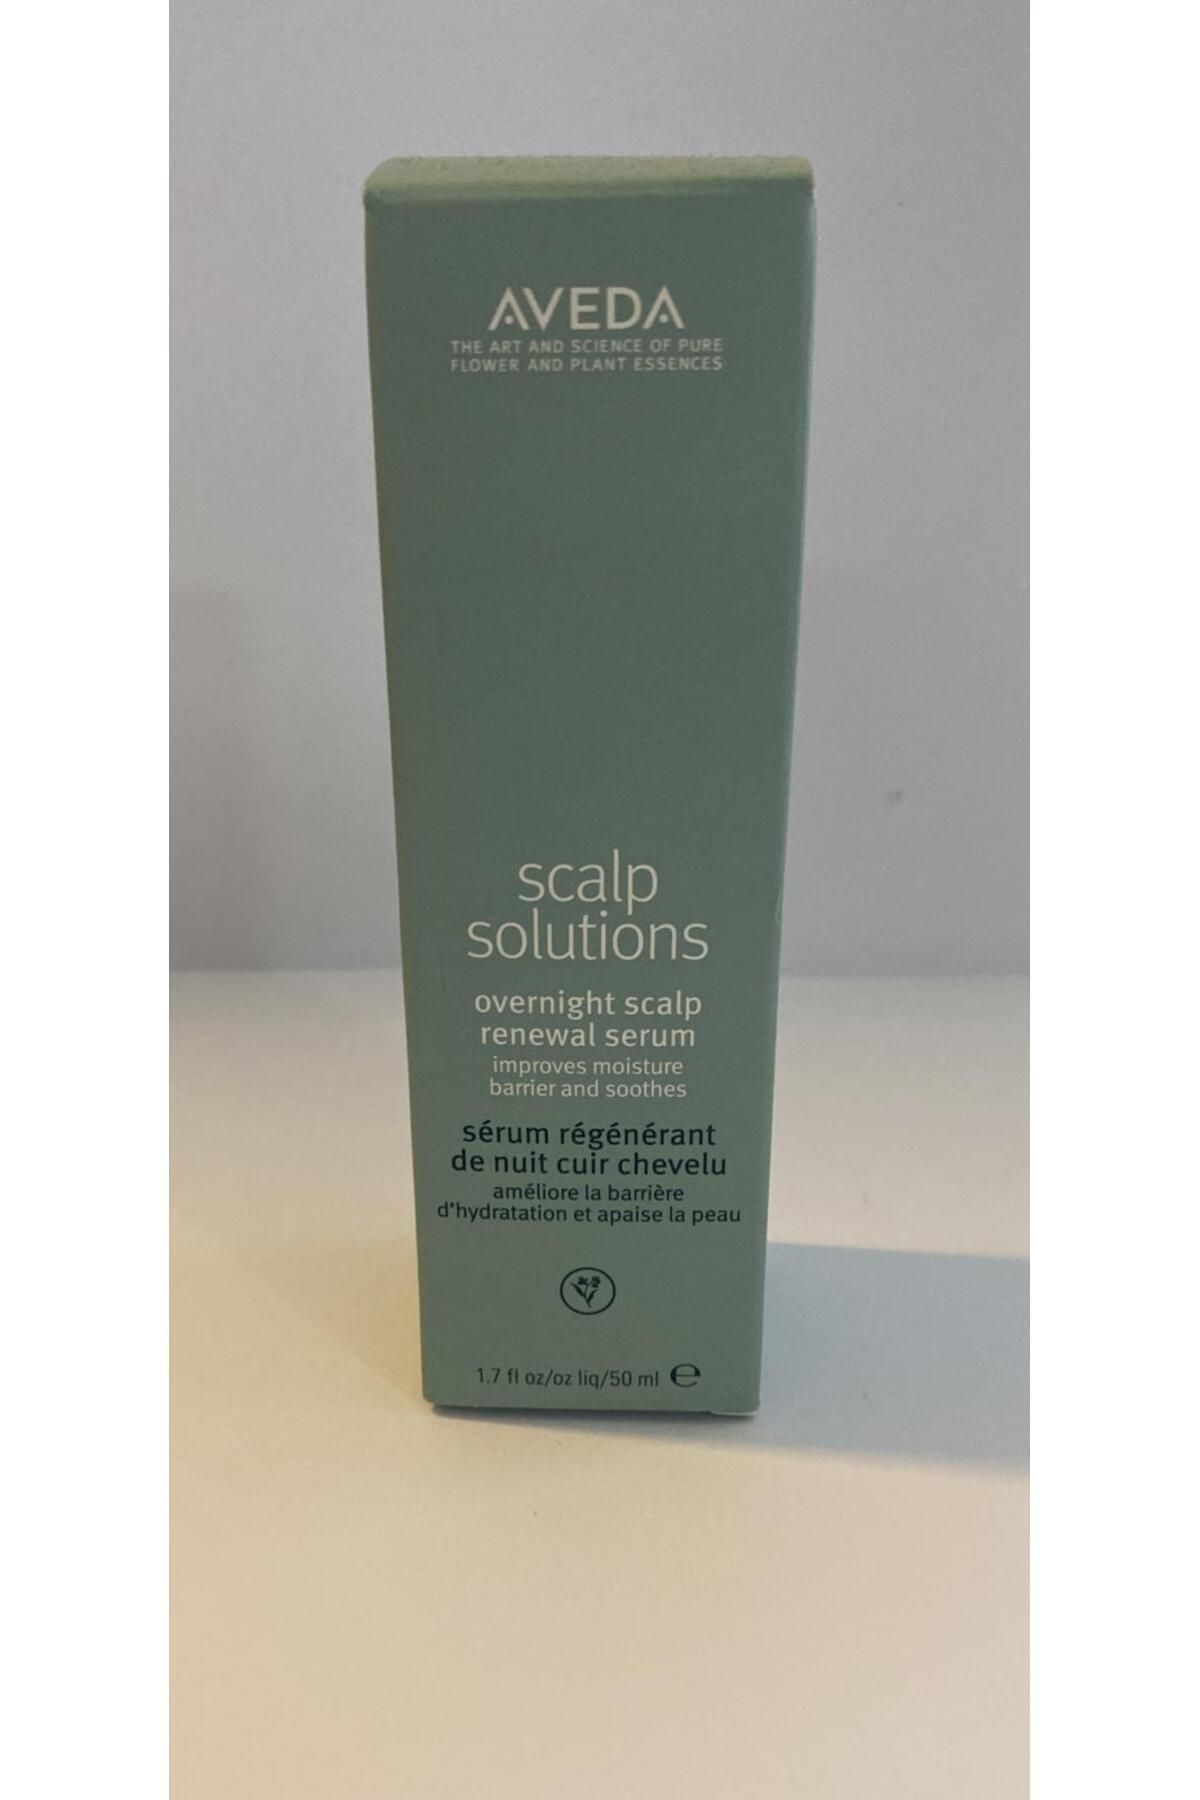 AVEDA
THE ART AND SCIENCE OF PURE
FLOWER AND PLANT ESSENCES
scalp
solutions
overnight scalp
renewal serum
improves moisture
barrier and soothes
sérum régénérant
de nuit cuir chevelu
améliore la barrière
d'hydratation et apaise la peau
1.7 fl oz/oz liq/50 ml ℮